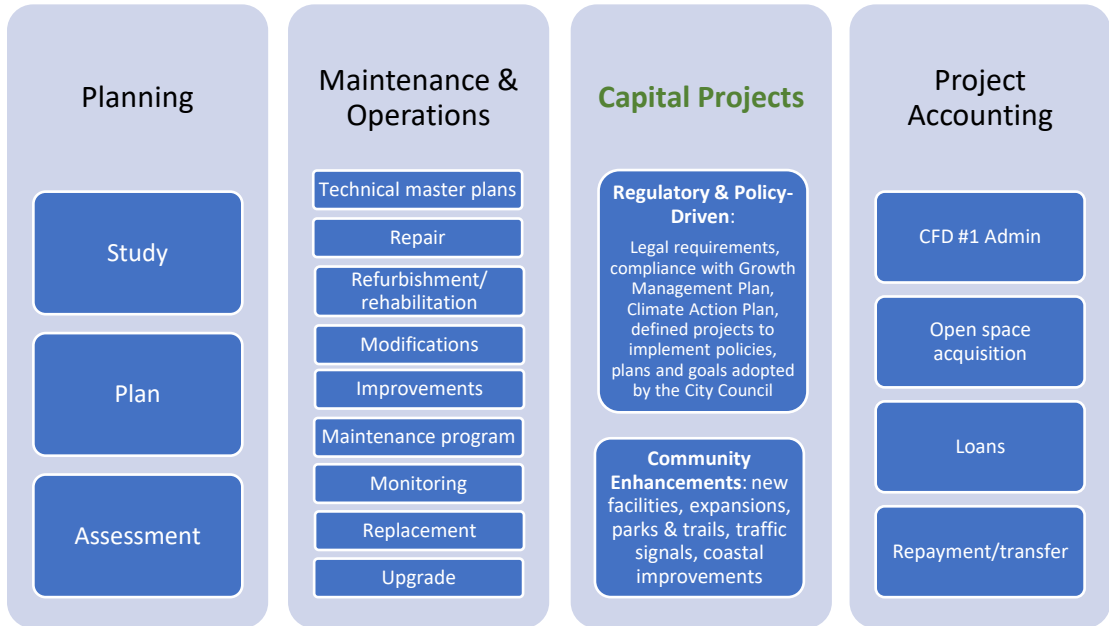 Planning
Study
Plan
Assessment
Maintenance &
Operations
Technical master plans
Repair
Refurbishment/
rehabilitation
Modifications
Improvements
Maintenance program
Monitoring
Replacement
Upgrade
Capital Projects
Regulatory & Policy-
Driven:
Legal requirements,
compliance with Growth
Management Plan,
Climate Action Plan,
defined projects to
implement policies,
plans and goals adopted
by the City Council
Community
Enhancements: new
facilities, expansions,
parks & trails, traffic
signals, coastal
improvements
Project
Accounting
CFD #1 Admin
Open space
acquisition
Loans
Repayment/transfer